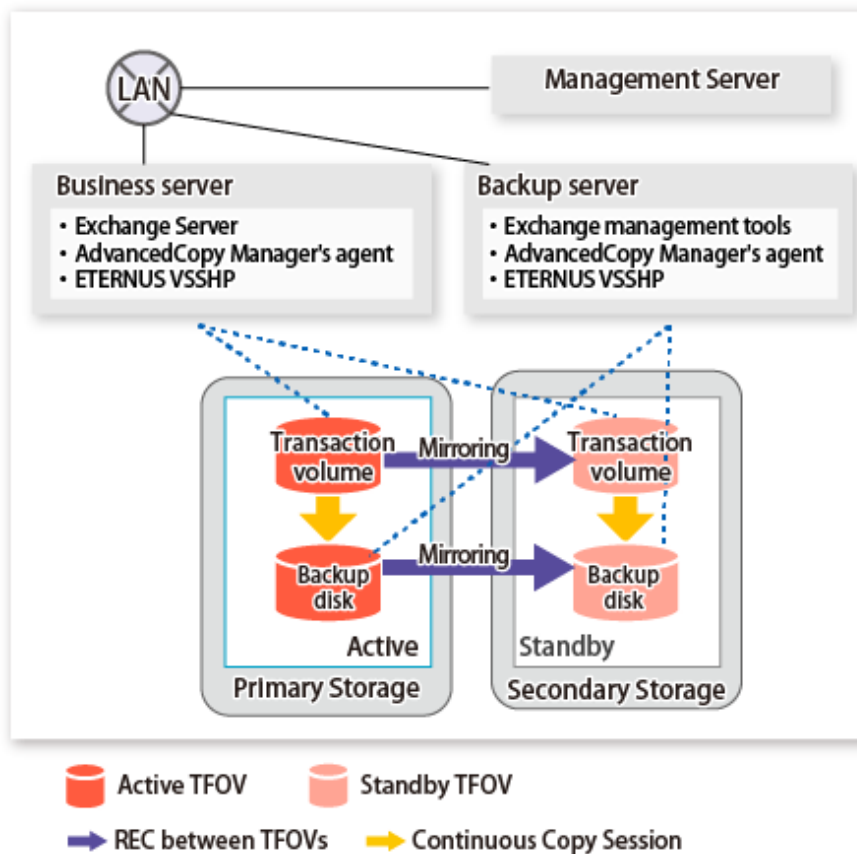 LAN
Management Server
Business server
• Exchange Server
• AdvancedCopy Manager's agent
• ETERNUS VSSHP
Backup server
• Exchange management tools
• AdvancedCopy Manager's agent
• ETERNUS VSSHP
Transaction
volume
Mirroring
Transaction
volume
Backup
disk
Mirroring
Backup
disk
Active
Standby
Primary Storage
Secondary Storage
Active TFOV
Standby TFOV
REC between TFOVs
Continuous Copy Session